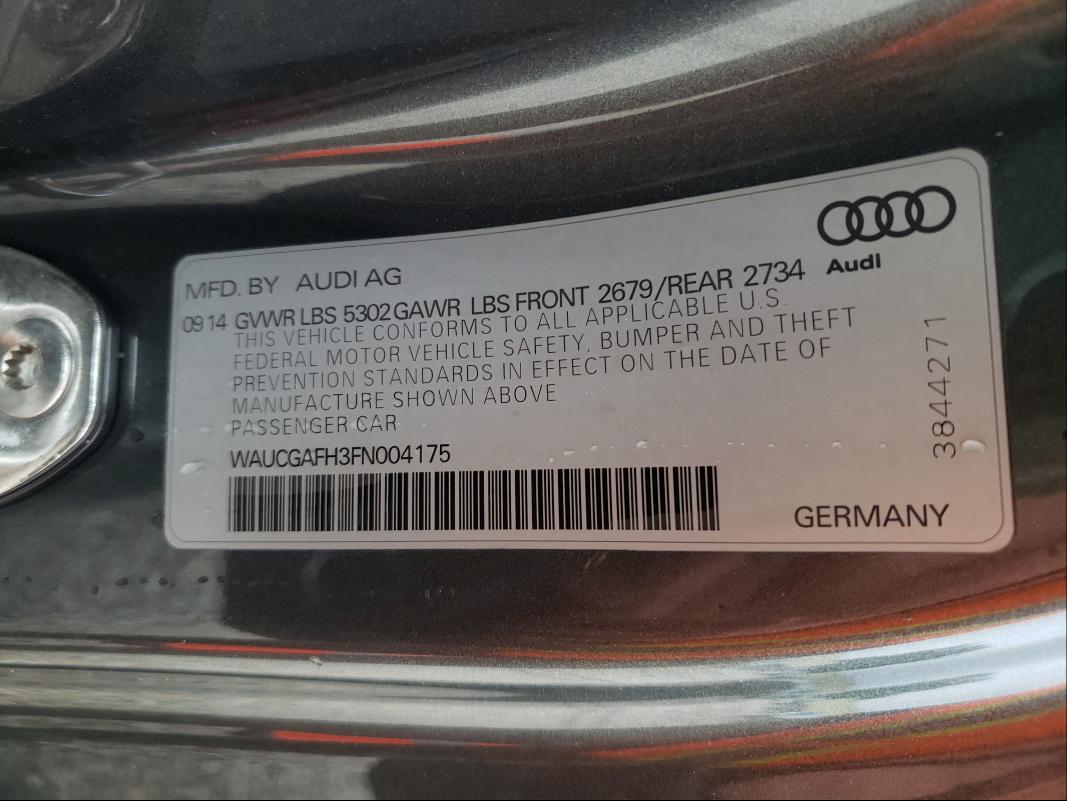 Audi
MFD. BY AUDI AG
09 14 GVWR LBS 5302 GAWR LBS FRONT 2679/REAR 2734
THIS VEHICLE CONFORMS TO ALL APPLICABLE U.S.
FEDERAL MOTOR VEHICLE SAFETY, BUMPER AND THEFT
PREVENTION STANDARDS IN EFFECT ON THE DATE OF
MANUFACTURE SHOWN ABOVE
PASSENGER CAR
WAUCGAFH3FN004175
3844271
GERMANY